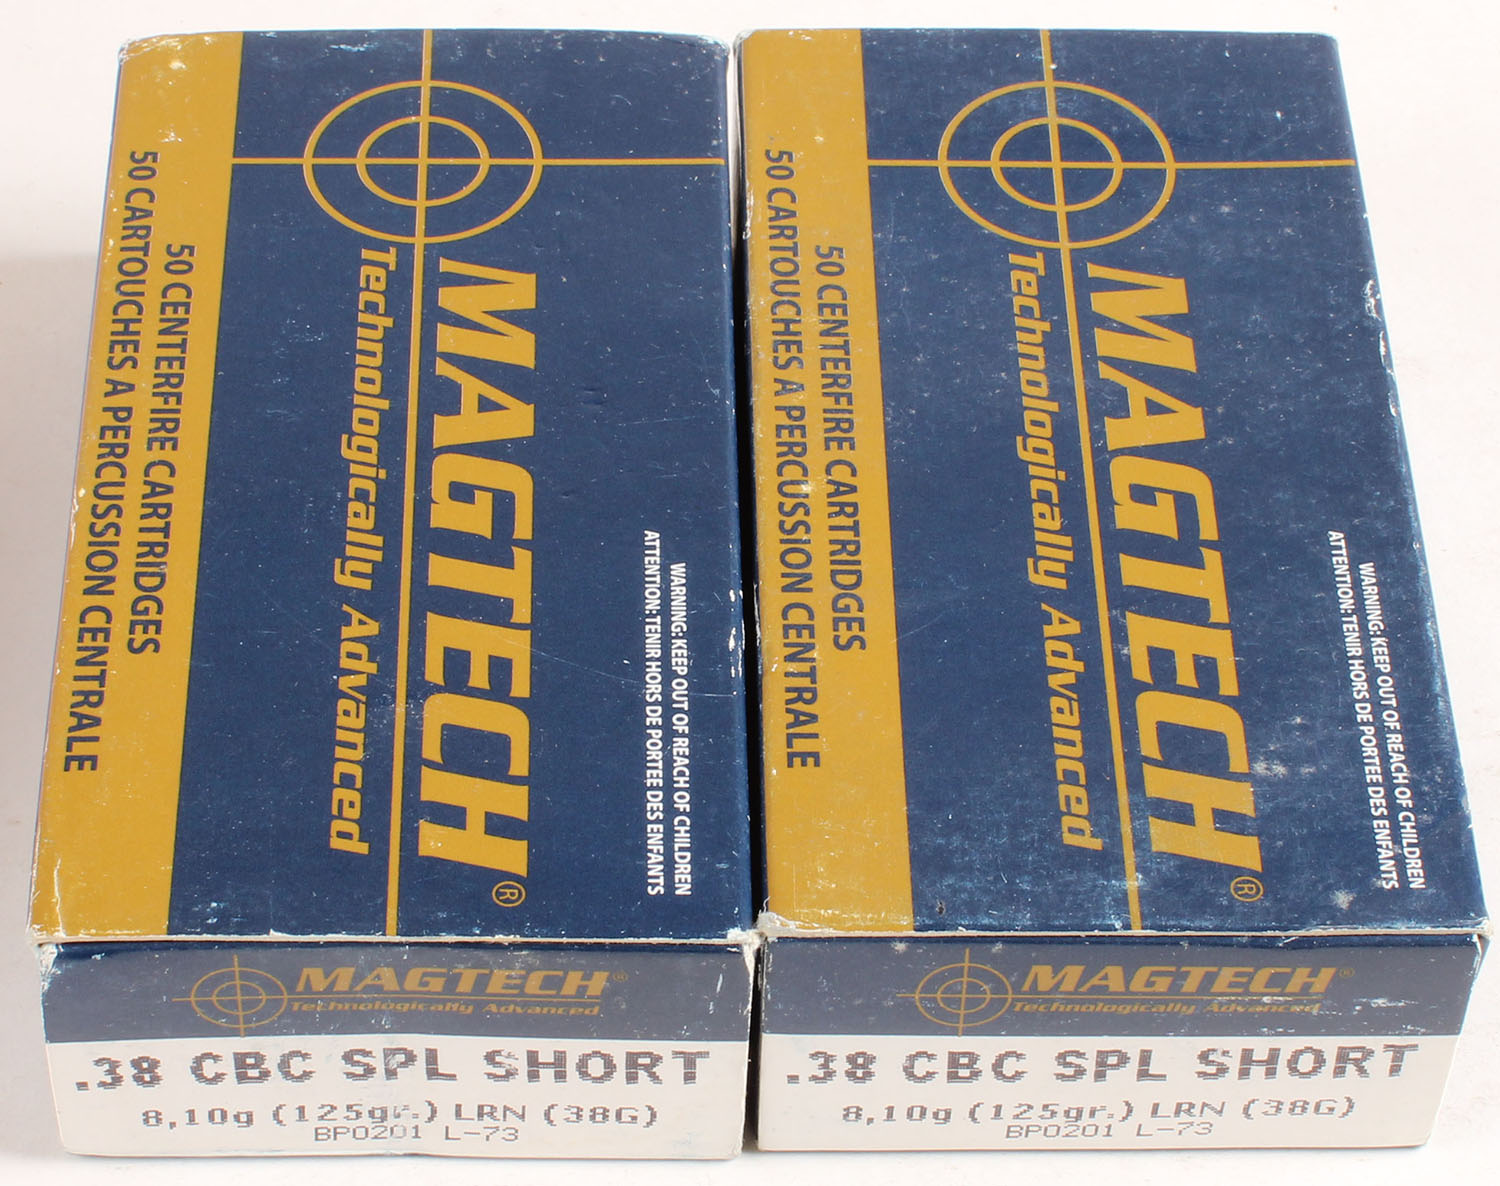 50 CENTERFIRE CARTRIDGES
50 CARTOUCHES A PERCUSSION CENTRALE
MAGTECH®
Technologically Advanced
WARNING: KEEP OUT OF REACH OF CHILDREN
ATTENTION: TENIR HORS DE PORTEE DES ENFANTS
MAGTECH®
Technologically Advanced
.38 CBC SPL SHORT
8,10g (125gr.) LRN (38G)
BP0201 L-73
50 CENTERFIRE CARTRIDGES
50 CARTOUCHES A PERCUSSION CENTRALE
MAGTECH®
Technologically Advanced
WARNING: KEEP OUT OF REACH OF CHILDREN
ATTENTION: TENIR HORS DE PORTEE DES ENFANTS
MAGTECH®
Technologically Advanced
.38 CBC SPL SHORT
8,10g (125gr.) LRN (38G)
BP0201 L-73